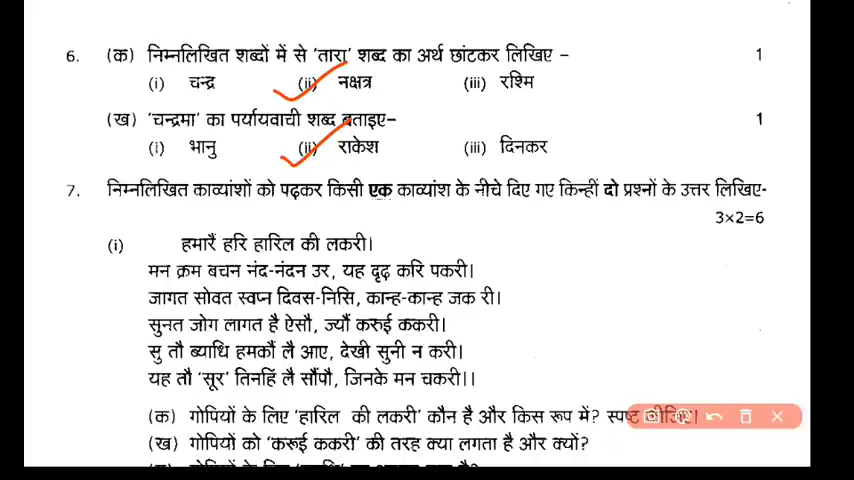 6. (क) निम्नलिखित शब्दों में से 'तारा' शब्द का अर्थ छांटकर लिखिए – 1
(i) चन्द्र (ii) नक्षत्र (iii) रश्मि
(ख) 'चन्द्रमा' का पर्यायवाची शब्द बताइए– 1
(i) भानु (ii) राकेश (iii) दिनकर
7. निम्नलिखित काव्यांशों को पढ़कर किसी एक काव्यांश के नीचे दिए गए किन्हीं दो प्रश्नों के उत्तर लिखिए-
3×2=6
(i) हमारैं हरि हारिल की लकरी।
मन क्रम बचन नंद-नंदन उर, यह दृढ़ करि पकरी।
जागत सोवत स्वप्न दिवस-निसि, कान्ह-कान्ह जक री।
सुनत जोग लागत है ऐसौ, ज्यौं करुई ककरी।
सु तौ ब्याधि हमकौं लै आए, देखी सुनी न करी।
यह तौ 'सूर' तिनहिं लै सौंपौ, जिनके मन चकरी।।
(क) गोपियों के लिए 'हारिल की लकरी' कौन है और किस रूप में? स्पष्ट कीजिए।
(ख) गोपियों को 'करूई ककरी' की तरह क्या लगता है और क्यों?